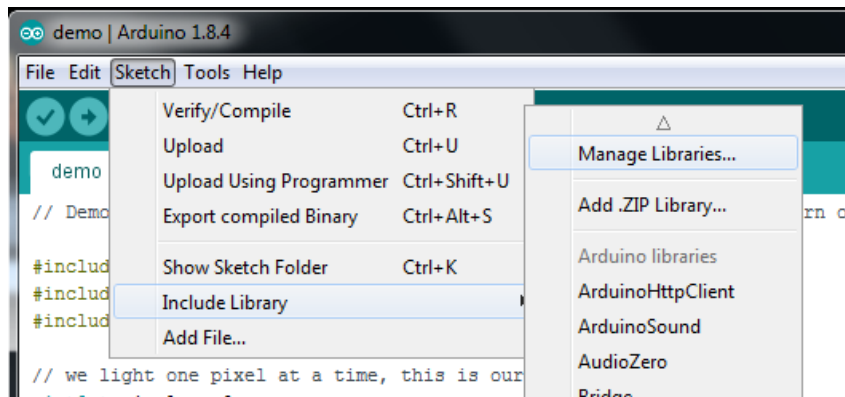 demo | Arduino 1.8.4
File Edit Sketch Tools Help
Verify/Compile Ctrl+R
Upload Ctrl+U
Upload Using Programmer Ctrl+Shift+U
Export compiled Binary Ctrl+Alt+S
Show Sketch Folder Ctrl+K
Include Library
Add File...
Manage Libraries...
Add .ZIP Library...
Arduino libraries
ArduinoHttpClient
ArduinoSound
AudioZero
Bridge
demo
// Demo
#includ
#includ
#includ
// we light one pixel at a time, this is our